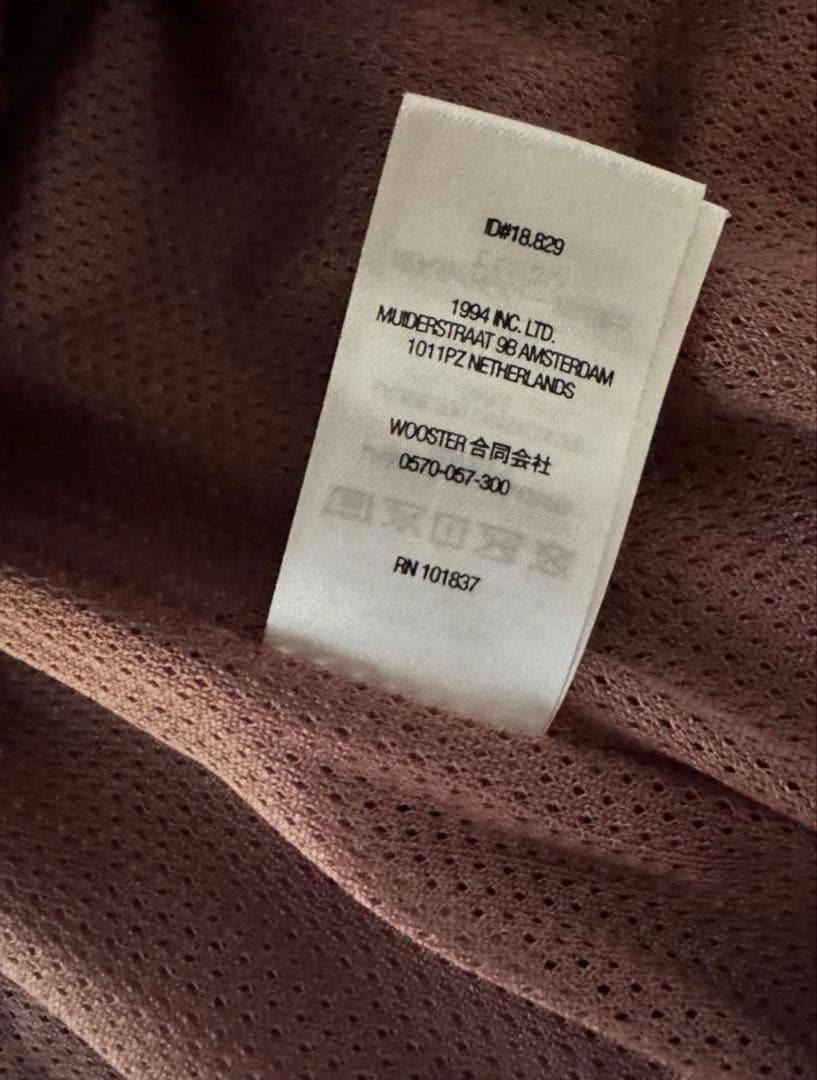 ID#18.829
1994 INC. LTD.
MUIDERSTRAAT 9B AMSTERDAM
1011PZ NETHERLANDS
WOOSTER 合同会社
0570-057-300
RN 101837